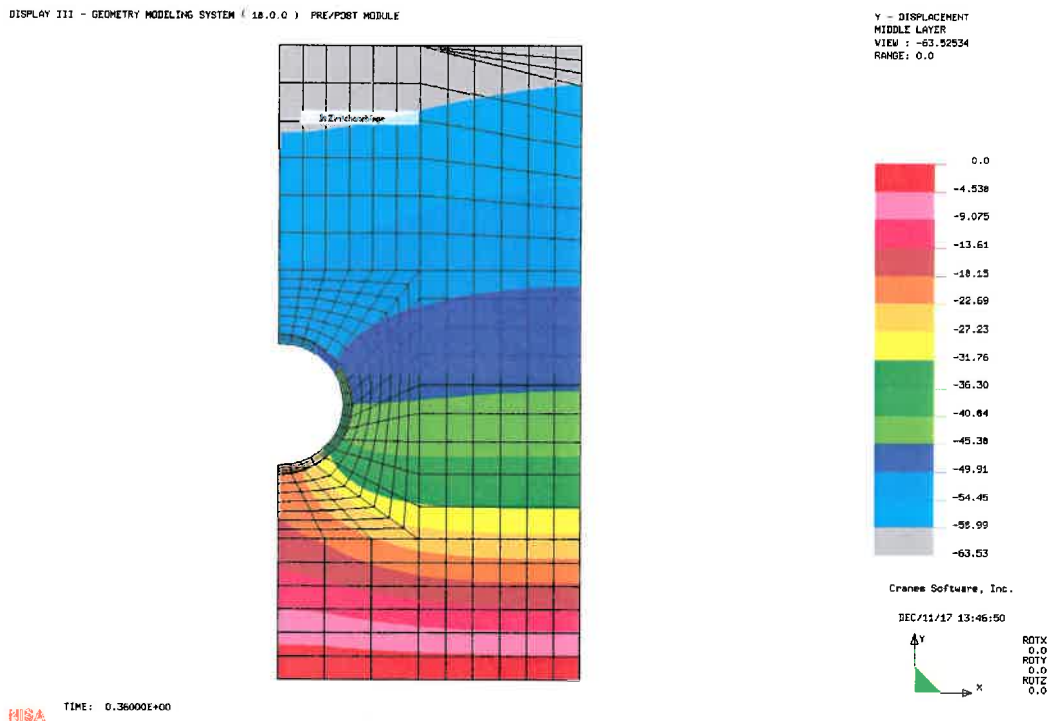 DISPLAY III - GEOMETRY MODELING SYSTEM ( 18.0.0 ) PRE/POST MODULE
Y - DISPLACEMENT
MIDDLE LAYER
VIEW : -63.52534
RANGE: 0.0
0.0
-4.538
-9.075
-13.61
-18.15
-22.69
-27.23
-31.76
-36.30
-40.84
-45.38
-49.91
-54.45
-58.99
-63.53
Cranes Software, Inc.
DEC/11/17 13:46:50
Y
X
ROTX
0.0
ROTY
0.0
ROTZ
0.0
NISA
TIME: 0.36000E+00